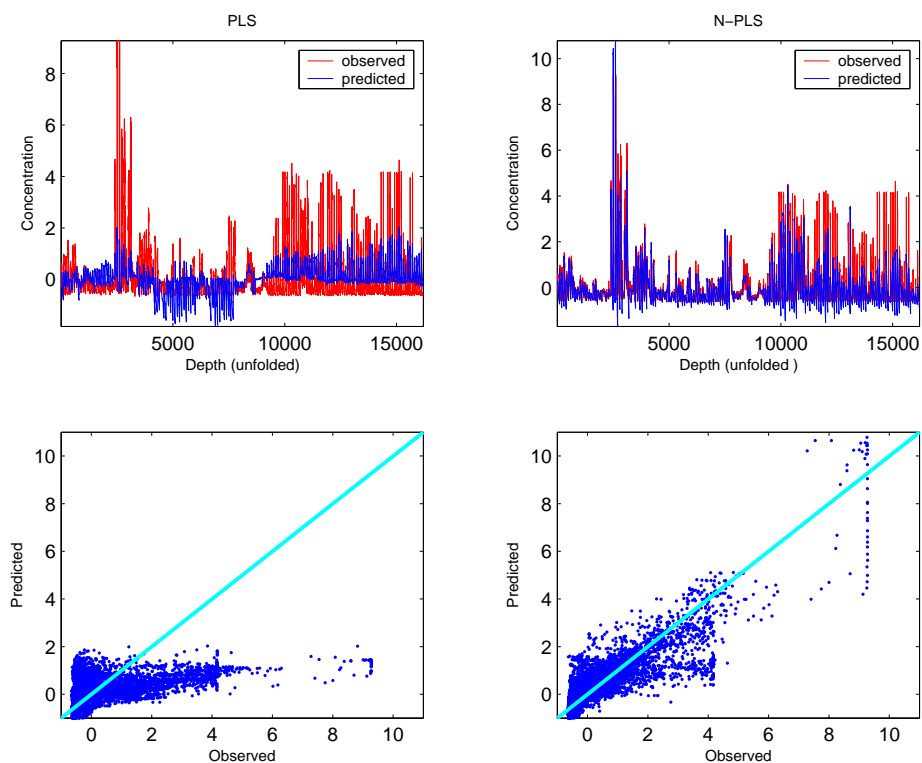 PLS
N−PLS
8
6
4
2
0
Concentration
observed
predicted
5000
10000
15000
Depth (unfolded)
10
8
6
4
2
0
Concentration
observed
predicted
5000
10000
15000
Depth (unfolded )
10
8
6
4
2
0
Predicted
0
2
4
6
8
10
Observed
10
8
6
4
2
0
Predicted
0
2
4
6
8
10
Observed